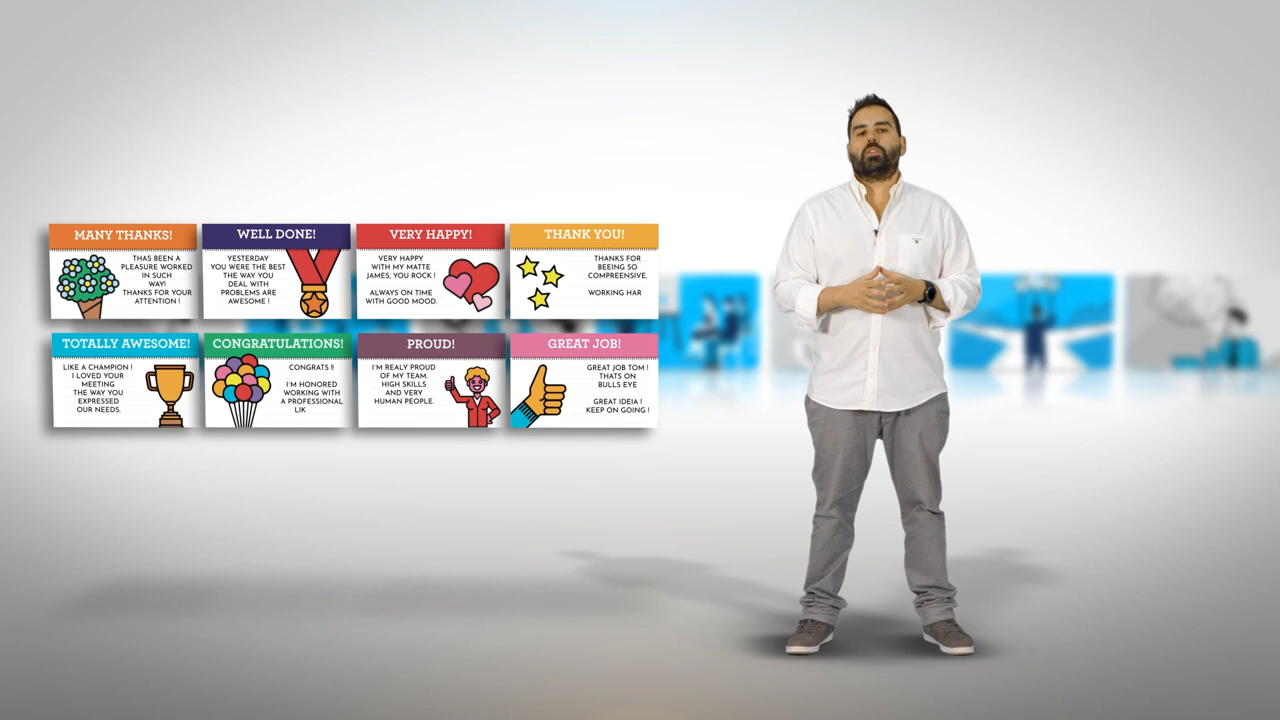 MANY THANKS!
THAS BEEN A
PLEASURE WORKED
IN SUCH
WAY!
THANKS FOR YOUR
ATTENTION !
WELL DONE!
YESTERDAY
YOU WERE THE BEST
THE WAY YOU
DEAL WITH
PROBLEMS ARE
AWESOME !
VERY HAPPY!
VERY HAPPY
WITH MY MATTE
JAMES, YOU ROCK !
ALWAYS ON TIME
WITH GOOD MOOD.
THANK YOU!
THANKS FOR
BEEING SO
COMPREENSIVE.
WORKING HAR
TOTALLY AWESOME!
LIKE A CHAMPION !
I LOVED YOUR
MEETING
THE WAY YOU
EXPRESSED
OUR NEEDS.
CONGRATULATIONS!
CONGRATS !!
I'M HONORED
WORKING WITH
A PROFESSIONAL
LIK
PROUD!
I'M REALY PROUD
OF MY TEAM.
HIGH SKILLS
AND VERY
HUMAN PEOPLE.
GREAT JOB!
GREAT JOB TOM !
THATS ON
BULLS EYE
GREAT IDEIA !
KEEP ON GOING !